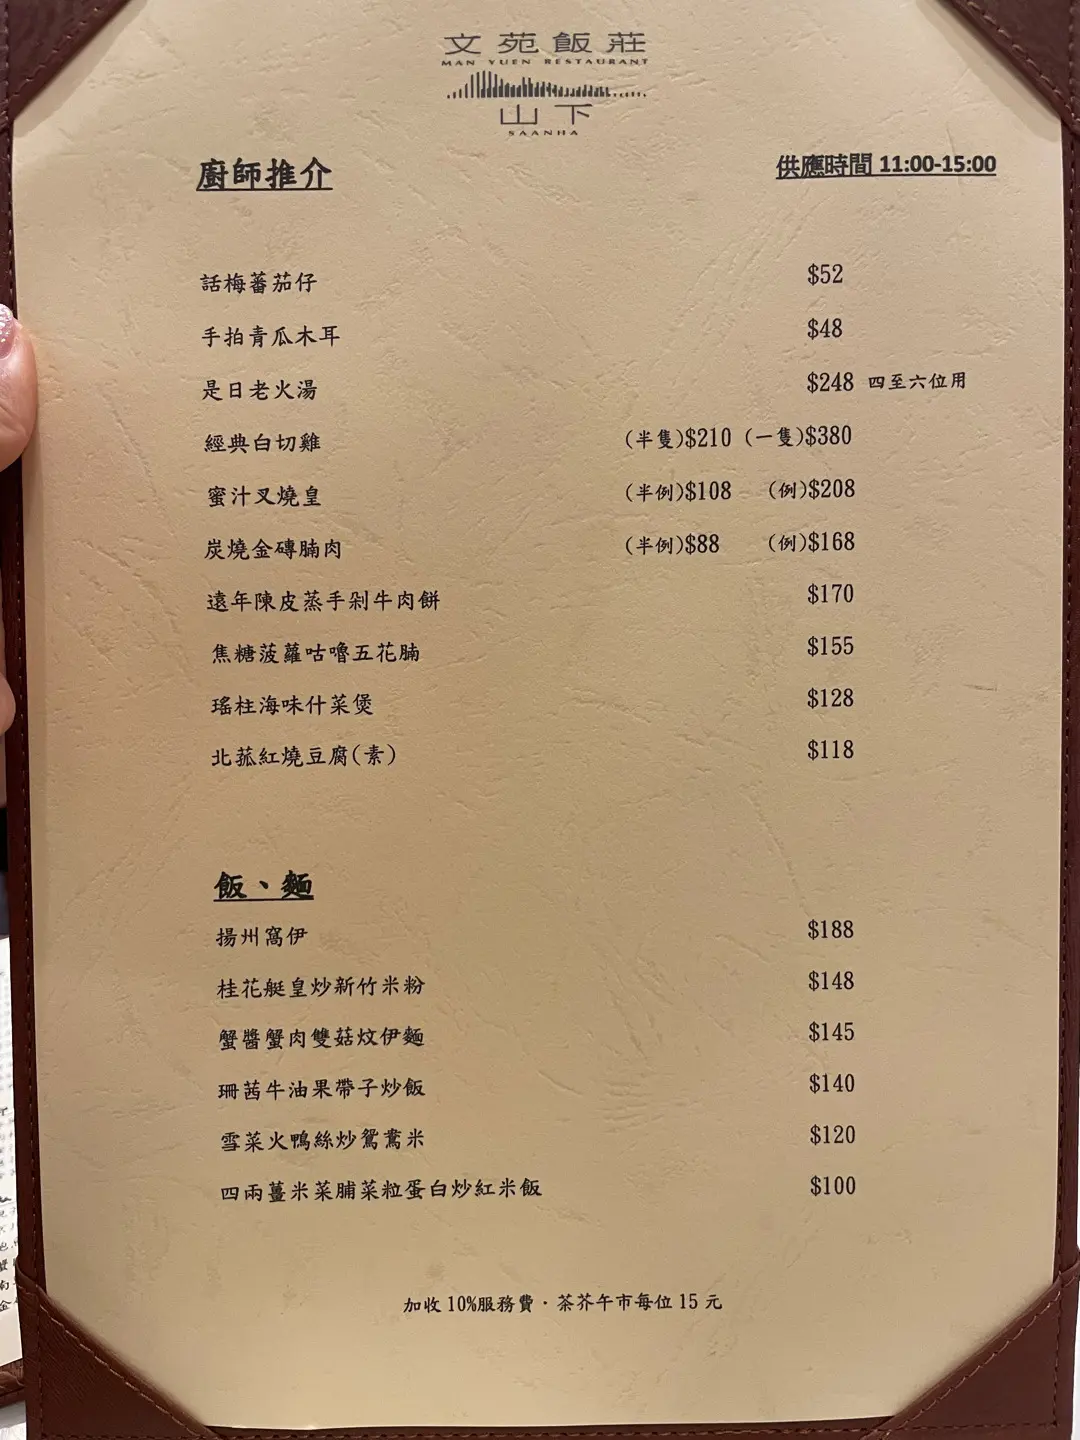 文苑飯莊
MAN YUEN RESTAURANT
山下
SAANHA
廚師推介 供應時間 11:00-15:00
話梅蕃茄仔 $52
手拍青瓜木耳 $48
是日老火湯 $248 四至六位用
經典白切雞 (半隻)$210 (一隻)$380
蜜汁叉燒皇 (半例)$108 (例)$208
炭燒金磚腩肉 (半例)$88 (例)$168
遠年陳皮蒸手剁牛肉餅 $170
焦糖菠蘿咕嚕五花腩 $155
瑤柱海味什菜煲 $128
北菰紅燒豆腐(素) $118
飯、麵
揚州窩伊 $188
桂花艇皇炒新竹米粉 $148
蟹醬蟹肉雙菇炆伊麵 $145
珊茜牛油果帶子炒飯 $140
雪菜火鴨絲炒鴛鴦米 $120
四兩薑米菜脯菜粒蛋白炒紅米飯 $100
加收 10%服務費·茶芥午市每位 15 元